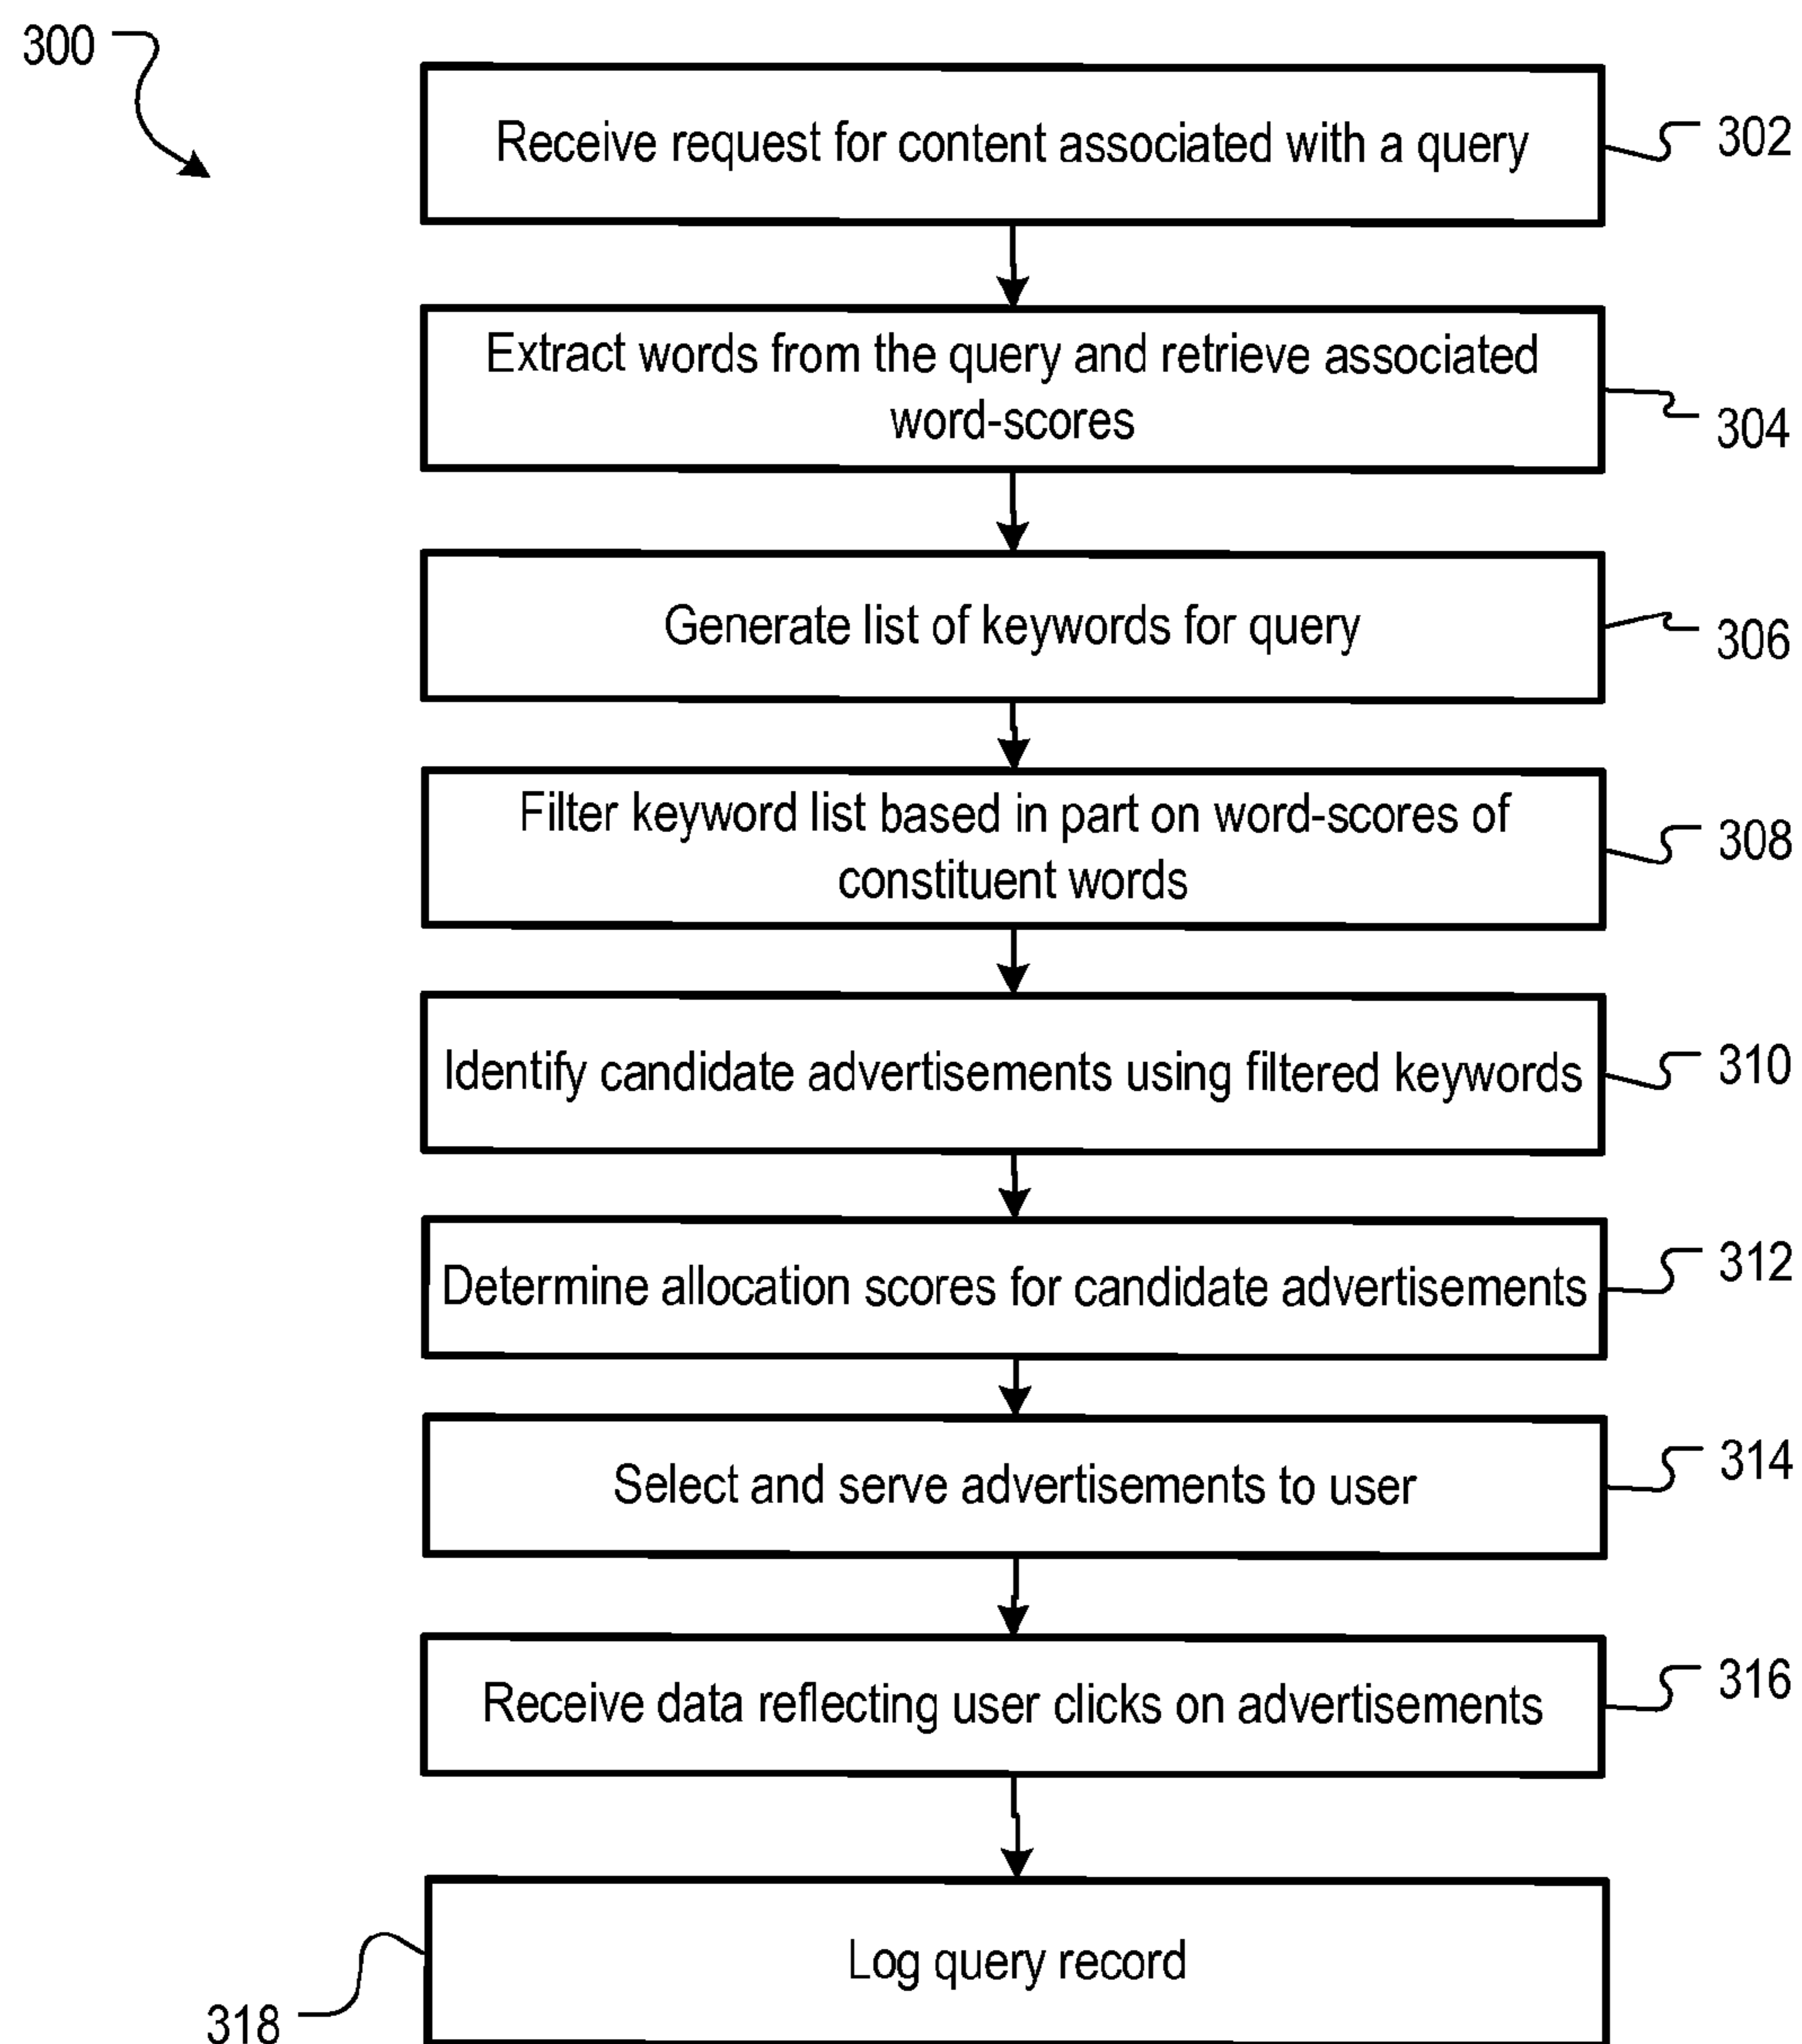 300
Receive request for content associated with a query
302
Extract words from the query and retrieve associated
word-scores
304
Generate list of keywords for query
306
Filter keyword list based in part on word-scores of
constituent words
308
Identify candidate advertisements using filtered keywords
310
Determine allocation scores for candidate advertisements
312
Select and serve advertisements to user
314
Receive data reflecting user clicks on advertisements
316
Log query record
318